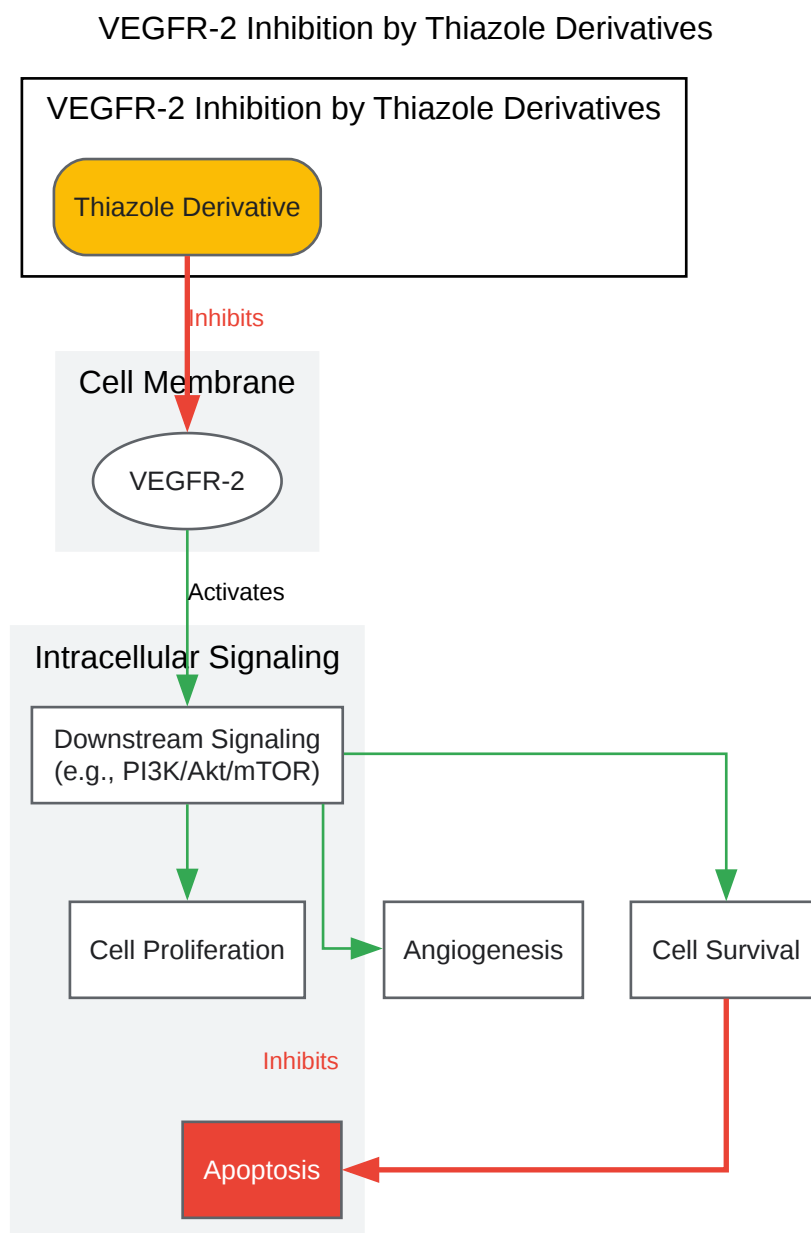 VEGFR-2 Inhibition by Thiazole Derivatives
VEGFR-2 Inhibition by Thiazole Derivatives
Thiazole Derivative
Inhibits
Cell Membrane
VEGFR-2
Activates
Intracellular Signaling
Downstream Signaling
(e.g., PI3K/Akt/mTOR)
Cell Proliferation
Angiogenesis
Cell Survival
Inhibits
Apoptosis